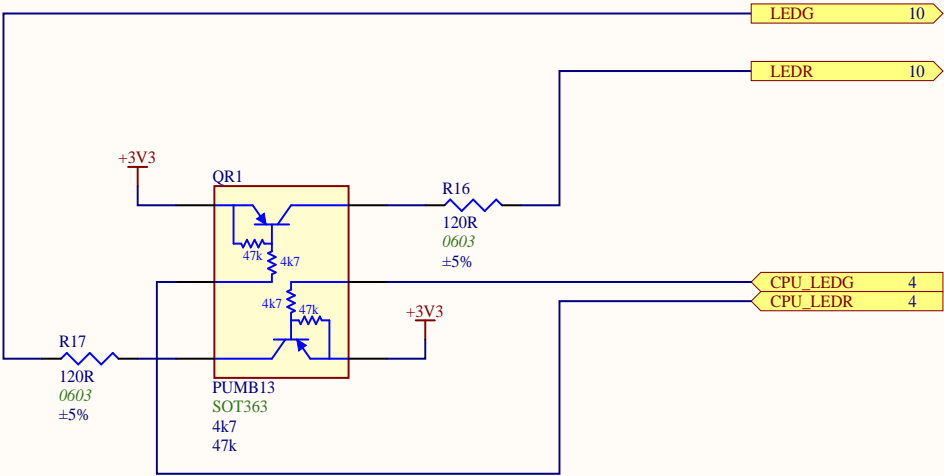 LEDG 10
LEDR 10
+3V3
QR1
R16
120R
0603
±5%
47k
4k7
CPU_LEDG 4
CPU_LEDR 4
4k7
47k
+3V3
R17
120R
0603
±5%
PUMB13
SOT363
4k7
47k